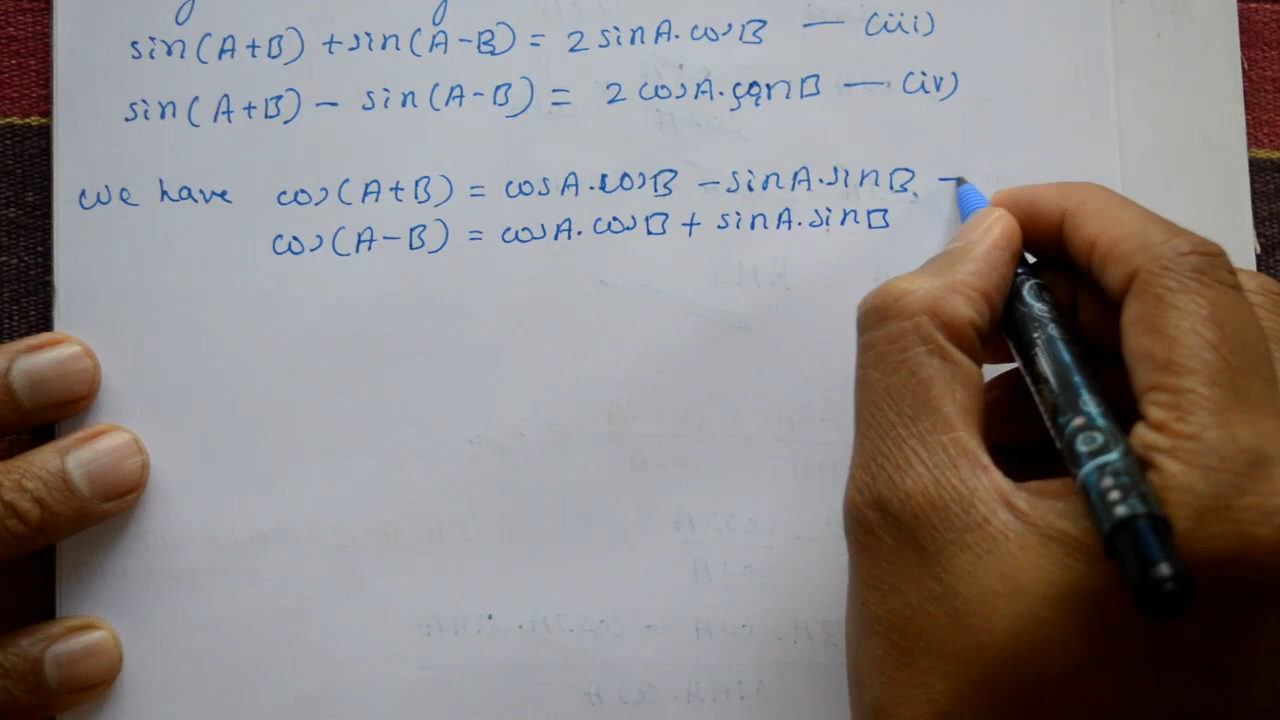 sin(A+B) + sin(A-B) = 2 sinA.cosB — (iii)
sin(A+B) - sin(A-B) = 2 cosA.sinB — (iv)
we have cos(A+B) = cosA.cosB - sinA.sinB, -
cos(A-B) = cosA.cosB + sinA.sinB